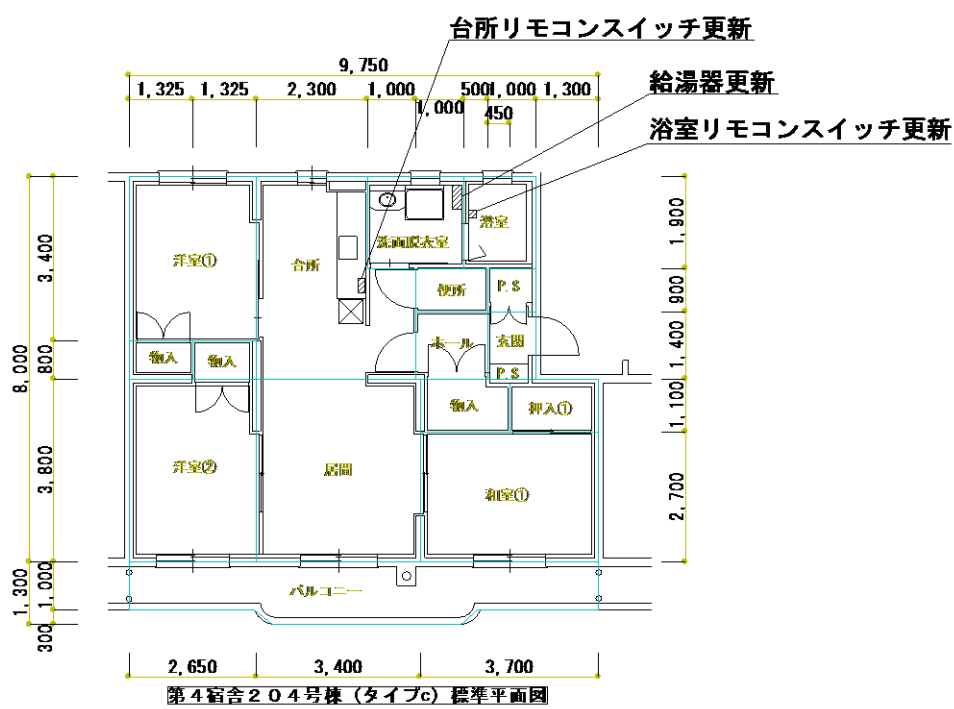 台所リモコンスイッチ更新
9,750
給湯器更新
1,325 1,325 2,300 1,000 500 1,000 1,300
1,000 450
浴室リモコンスイッチ更新
1,900
浴室
洗面脱衣室
3,400
洋室① 台所
便所 P.S
900
ホール 玄関
1,400
物入 物入
8,000
800
P.S
物入 押入①
1,100
3,800
洋室② 居間
和室①
2,700
バルコニー
1,300
1,000
300
2,650 3,400 3,700
第4宿舎204号棟(タイプc)標準平面図